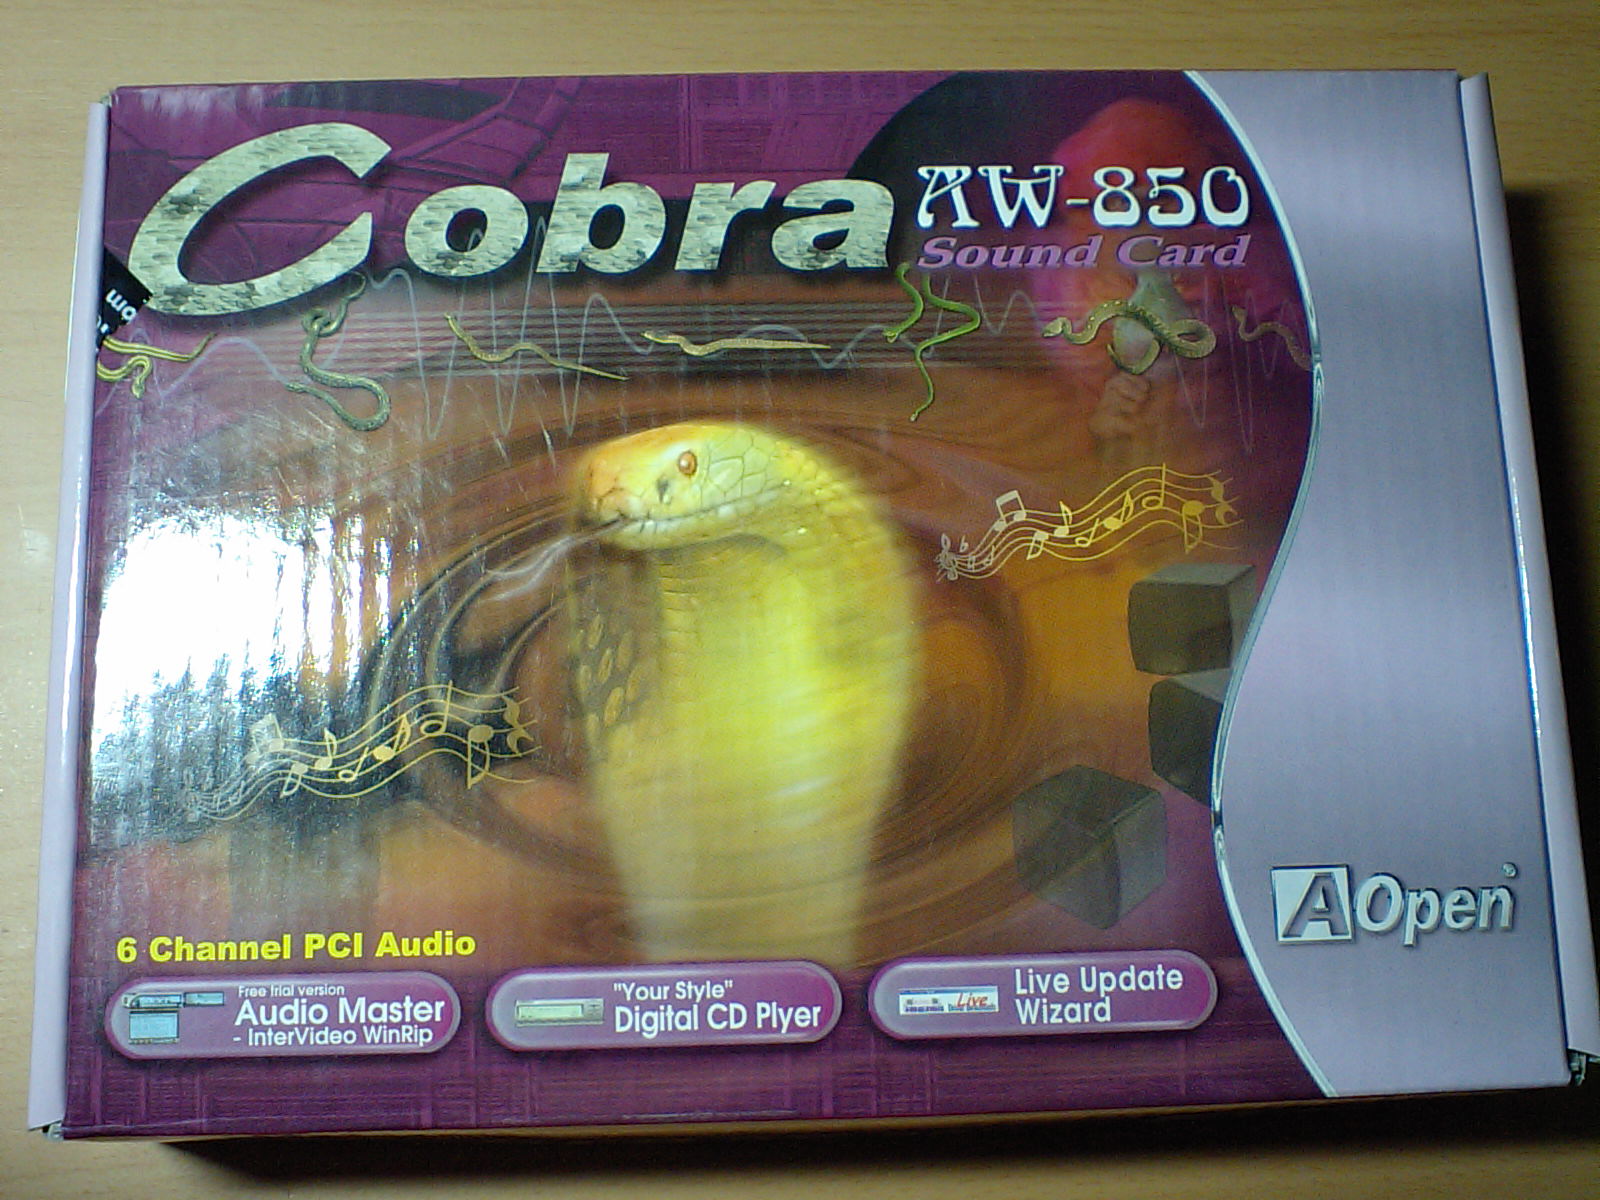 Cobra
AW-850
Sound Card
6 Channel PCI Audio
Free trial version
Audio Master
- InterVideo WinRip
"Your Style"
Digital CD Plyer
Live
Live Update
Wizard
AOpen®